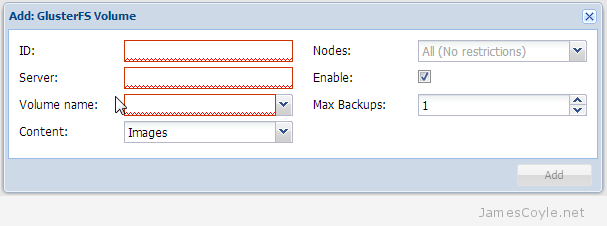 Add: GlusterFS Volume
ID:
Nodes: All (No restrictions)
Server:
Enable:
Volume name:
Max Backups: 1
Content: Images
Add
JamesCoyle.net